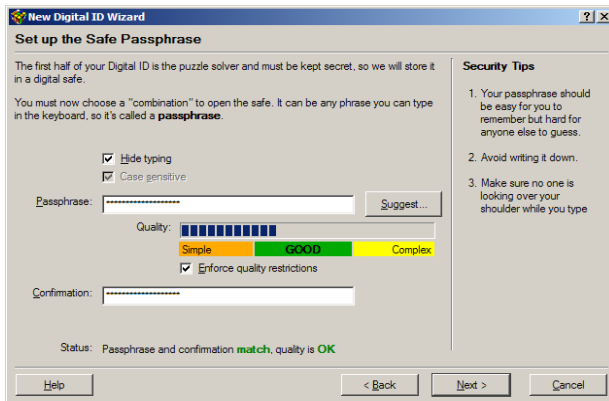 New Digital ID Wizard
Set up the Safe Passphrase
The first half of your Digital ID is the puzzle solver and must be kept secret, so we will store it
in a digital safe.
You must now choose a "combination" to open the safe. It can be any phrase you can type
in the keyboard, so it's called a passphrase.
Hide typing
Case sensitive
Passphrase:
*******************
Suggest...
Quality:
Simple GOOD Complex
Enforce quality restrictions
Confirmation:
*******************
Status: Passphrase and confirmation match, quality is OK
Security Tips
1. Your passphrase should
be easy for you to
remember but hard for
anyone else to guess.
2. Avoid writing it down.
3. Make sure no one is
looking over your
shoulder while you type
Help
< Back
Next >
Cancel